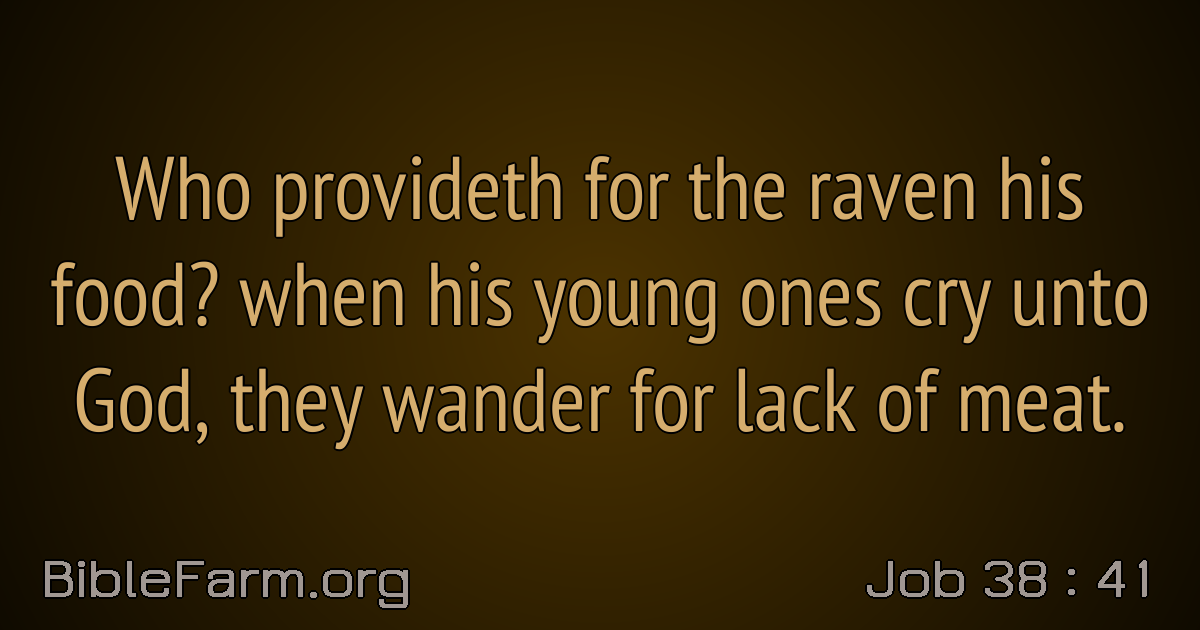 Who provideth for the raven his
food? when his young ones cry unto
God, they wander for lack of meat.
BibleFarm.org
Job 38 : 41